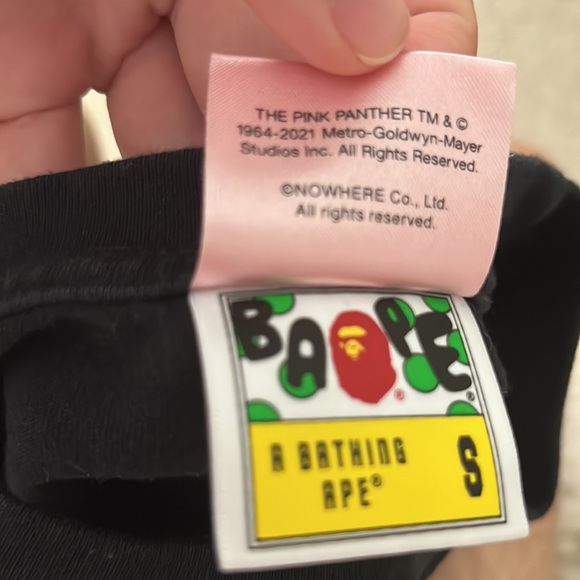 THE PINK PANTHER TM & ©
1964-2021 Metro-Goldwyn-Mayer
Studios Inc. All Rights Reserved.
©NOWHERE Co., Ltd.
All rights reserved.
BAPE®
®
A BATHING
APE®
S